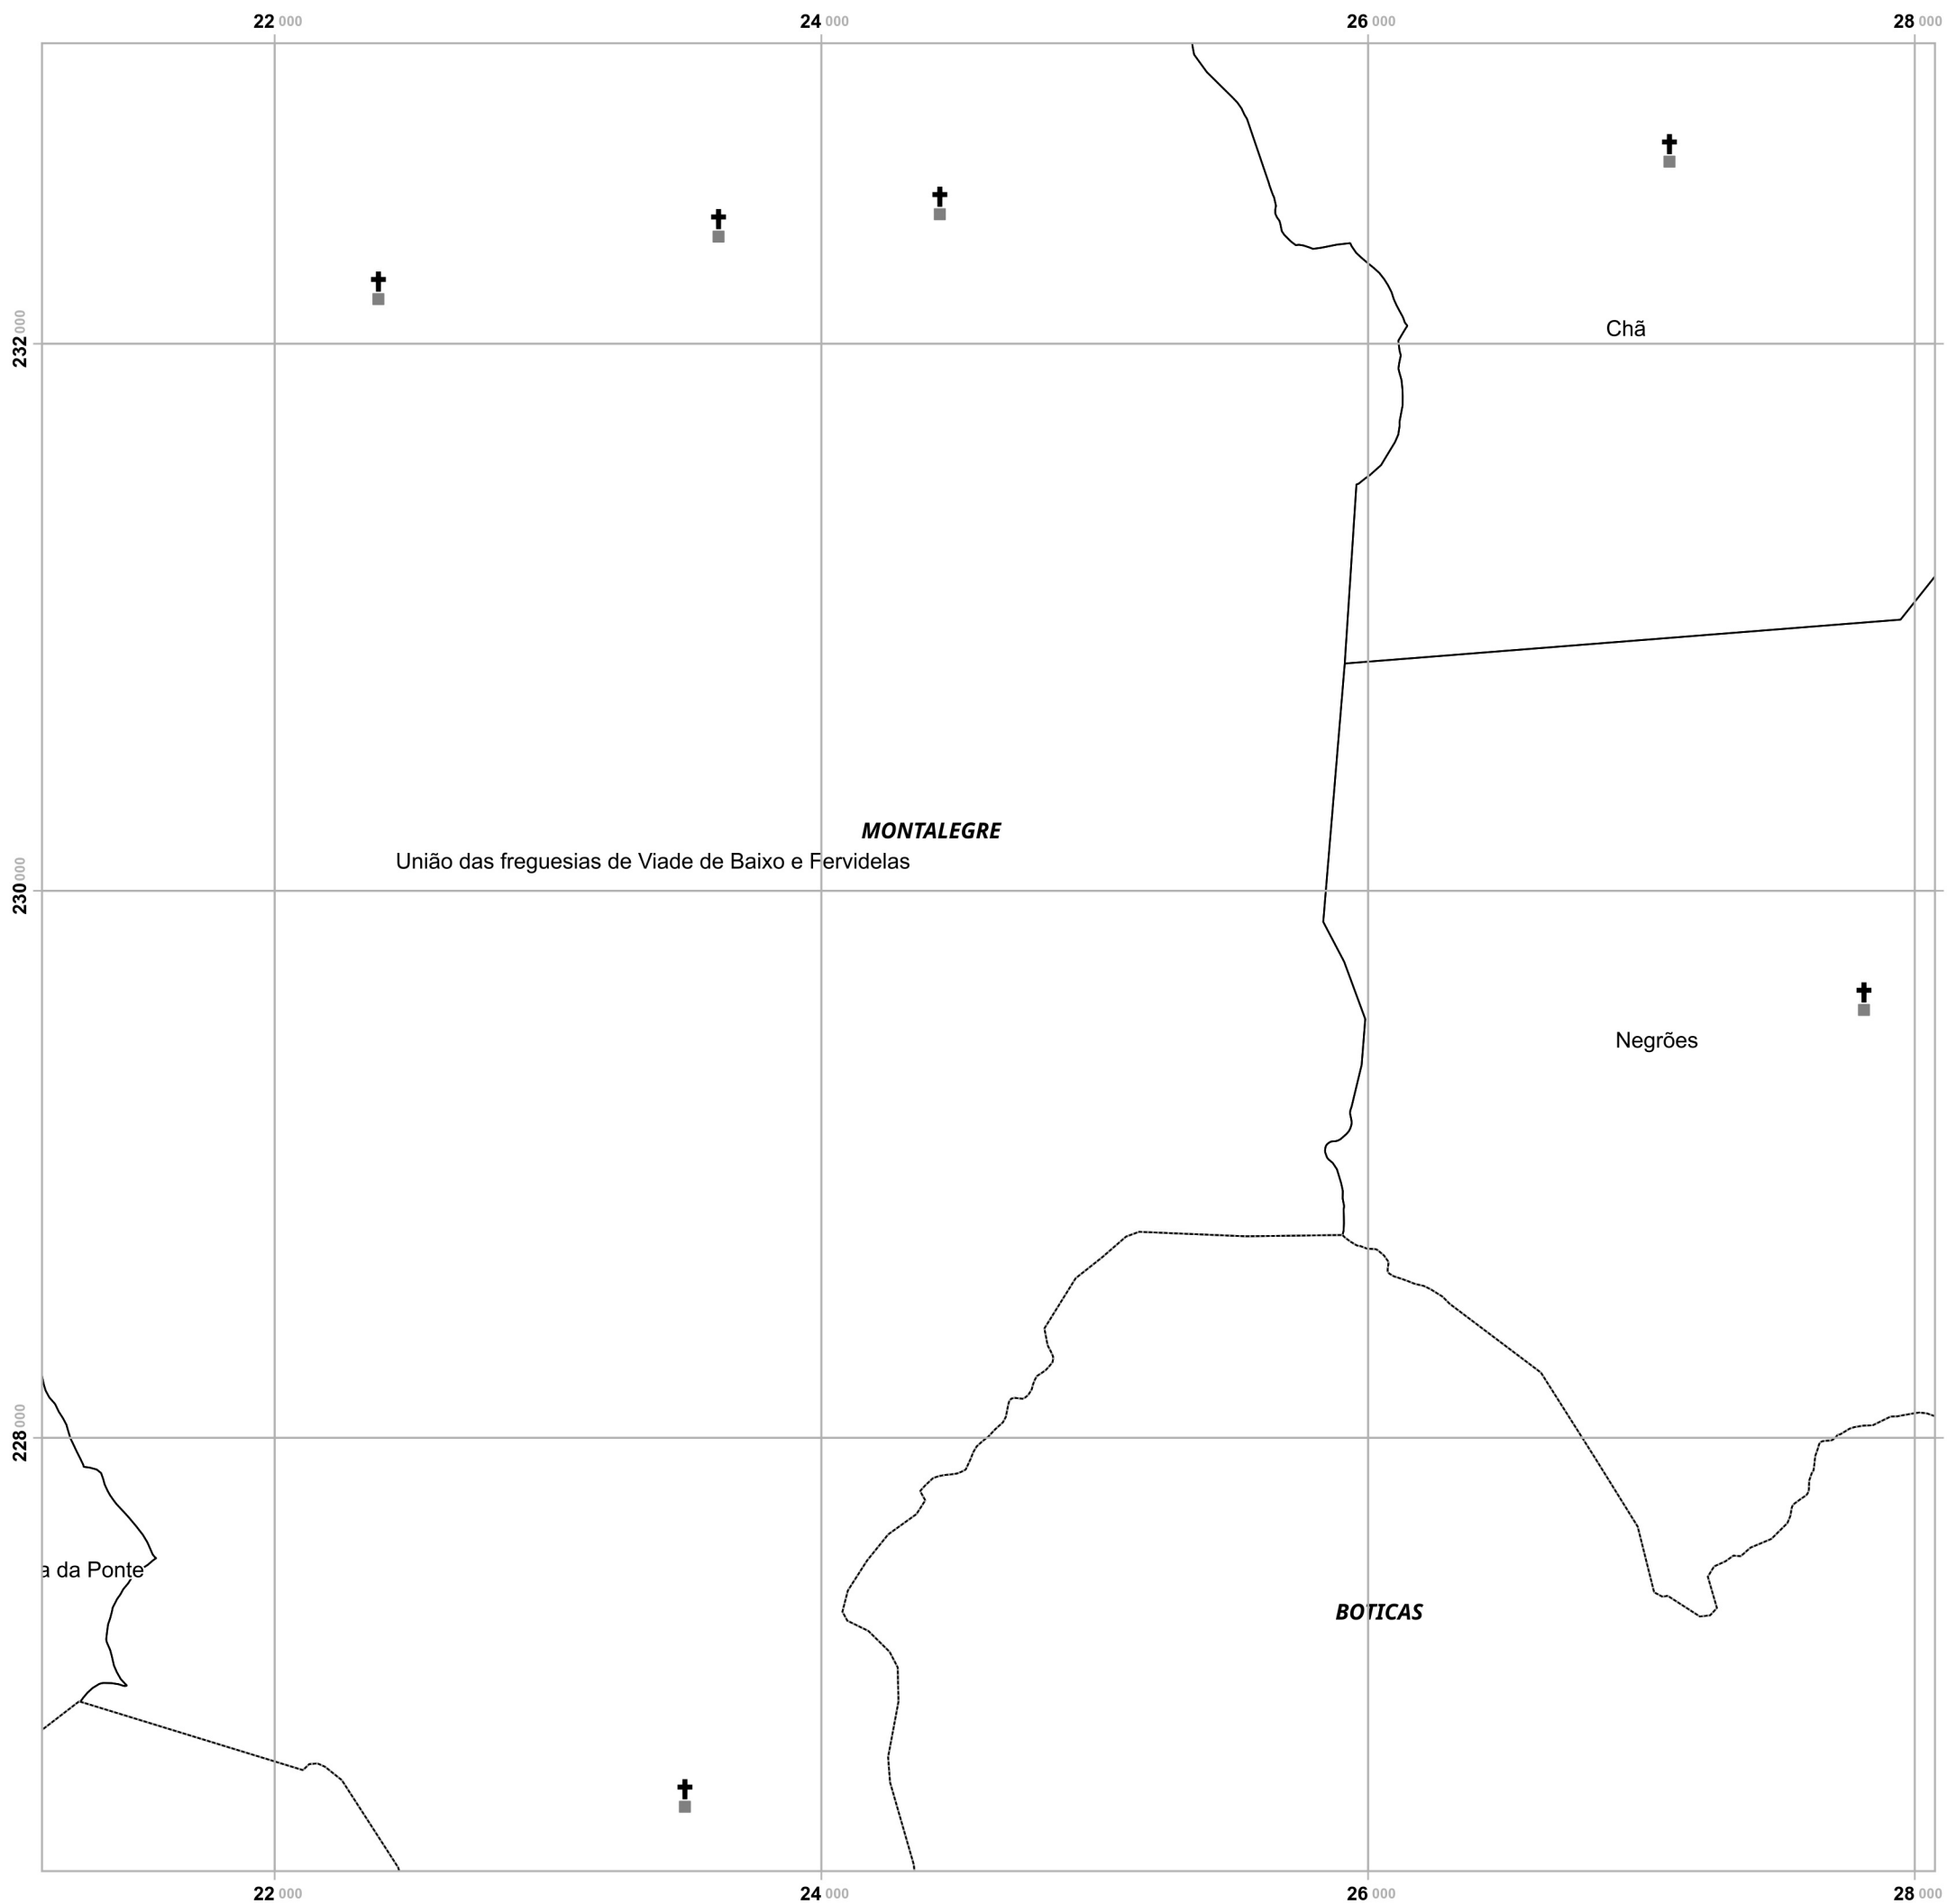 22 000 24 000 26 000 28 000
232 000
Chã
MONTALEGRE
União das freguesias de Viade de Baixo e Fervidelas
230 000
Negrões
228 000
a da Ponte
BOTICAS
22 000 24 000 26 000 28 000